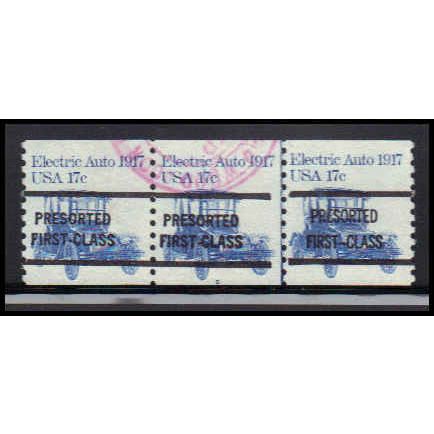 Electric Auto 1917 Electric Auto 1917 Electric Auto 1917
USA 17c USA 17c USA 17c
PRESORTED PRESORTED PRESORTED
FIRST-CLASS FIRST-CLASS FIRST-CLASS